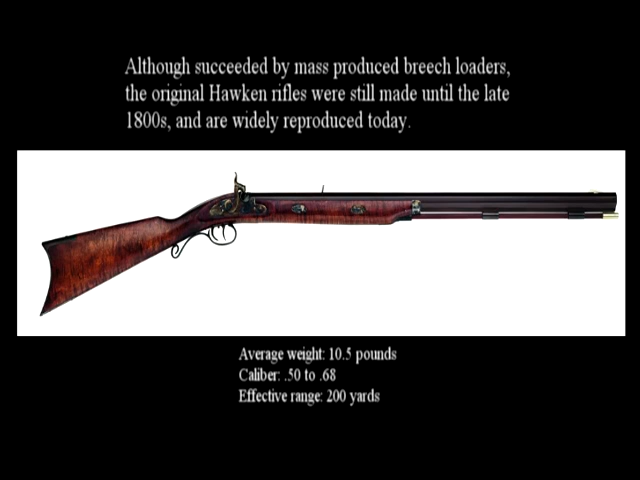 Although succeeded by mass produced breech loaders,
the original Hawken rifles were still made until the late
1800s, and are widely reproduced today.
Average weight: 10.5 pounds
Caliber: .50 to .68
Effective range: 200 yards